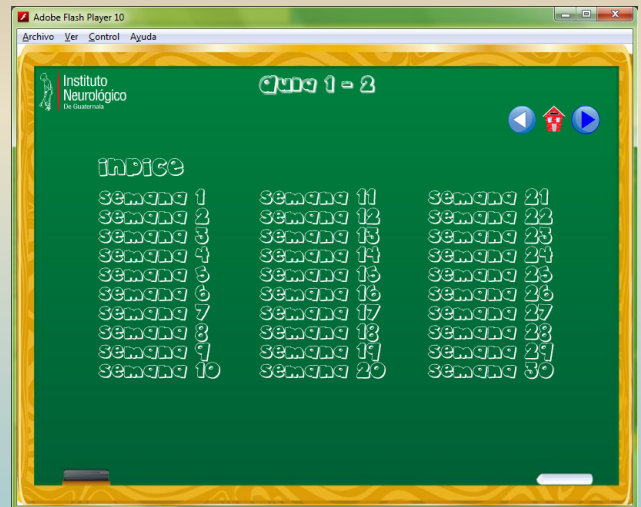 Adobe Flash Player 10
Archivo Ver Control Ayuda
Instituto
Neurológico
De Guatemala
Guia 1 - 2
indice
semana 1
semana 2
semana 3
semana 4
semana 5
semana 6
semana 7
semana 8
semana 9
semana 10
semana 11
semana 12
semana 13
semana 14
semana 15
semana 16
semana 17
semana 18
semana 19
semana 20
semana 21
semana 22
semana 23
semana 24
semana 25
semana 26
semana 27
semana 28
semana 29
semana 30